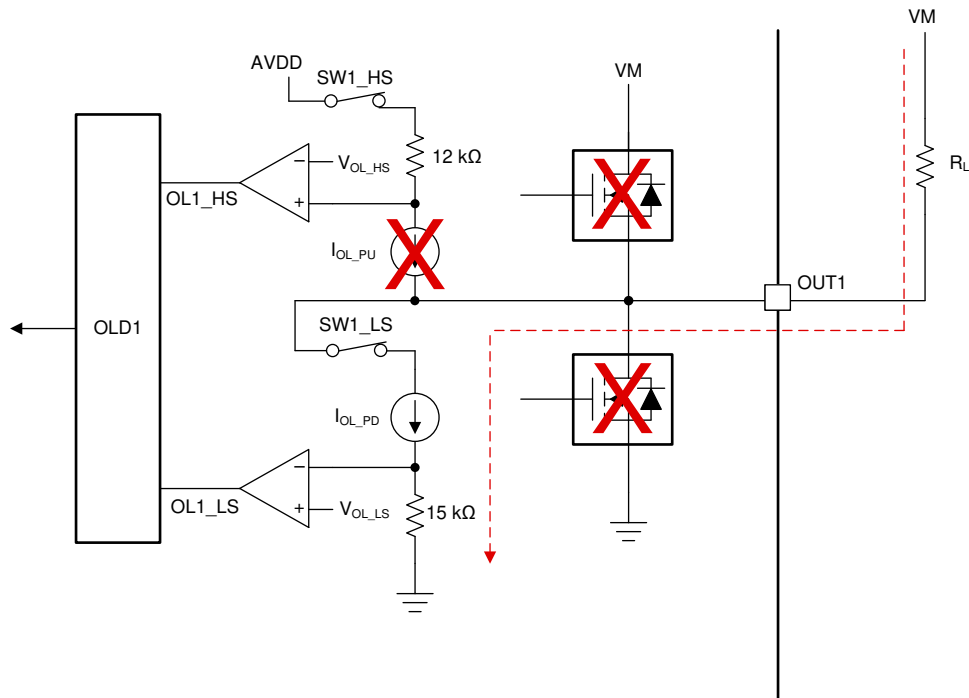 VM
AVDD
SW1_HS
VM
12 kΩ
V_OL_HS
−
+
OL1_HS
R_L
I_OL_PU
OUT1
OLD1
SW1_LS
I_OL_PD
−
+
OL1_LS
V_OL_LS
15 kΩ